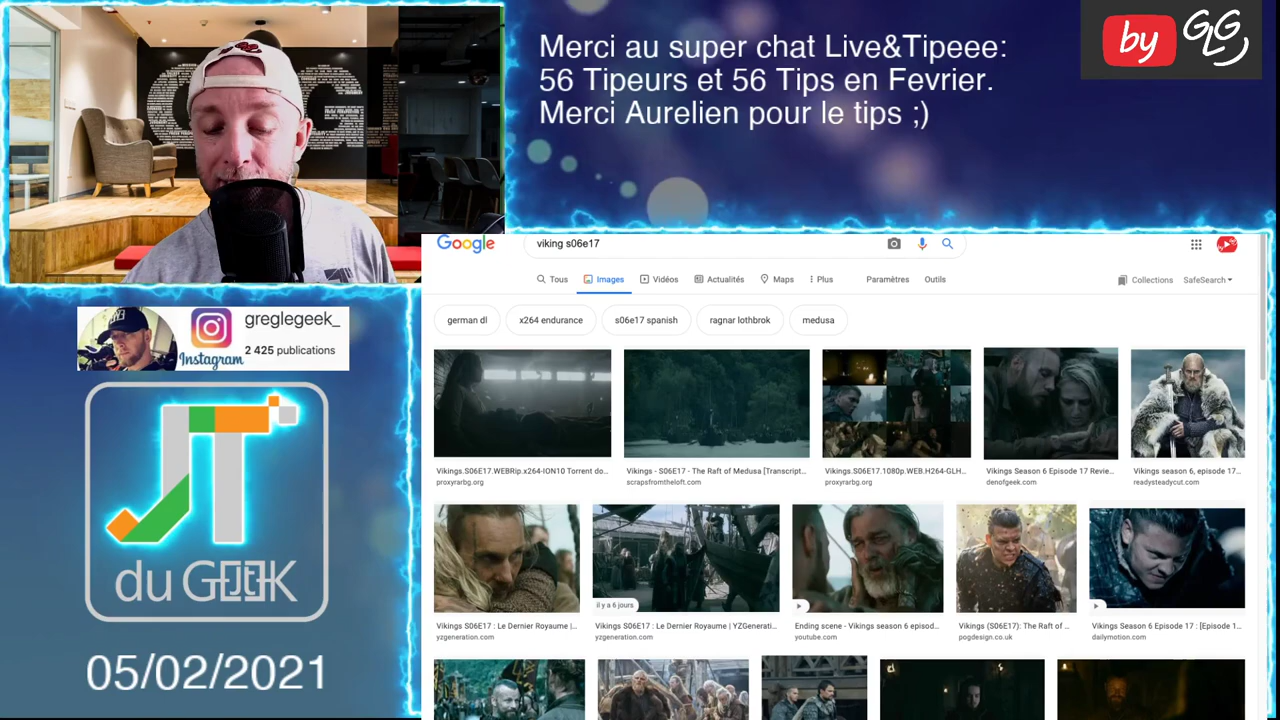 Merci au super chat Live&Tipeee:
56 Tipeurs et 56 Tips en Fevrier.
Merci Aurelien pour le tips ;)
by GLG
greglegeek_
Instagram
2 425 publications
JT
du GEEK
05/02/2021
Google
viking s06e17
Tous Images Vidéos Actualités Maps Plus Paramètres Outils Collections SafeSearch
german dl x264 endurance s06e17 spanish ragnar lothbrok medusa
Vikings.S06E17.WEBRip.x264-ION10 Torrent do...
proxyrarbg.org
Vikings - S06E17 - The Raft of Medusa [Transcript...
scrapsfromtheloft.com
Vikings.S06E17.1080p.WEB.H264-GLH...
proxyrarbg.org
Vikings Season 6 Episode 17 Revie...
denofgeek.com
Vikings season 6, episode 17...
readysteadycut.com
il y a 6 jours
Vikings S06E17 : Le Dernier Royaume |...
yzgeneration.com
Vikings S06E17 : Le Dernier Royaume | YZGenerati...
yzgeneration.com
Ending scene - Vikings season 6 episod...
youtube.com
Vikings (S06E17): The Raft of ...
pogdesign.co.uk
Vikings Season 6 Episode 17 : [Episode 1...
dailymotion.com